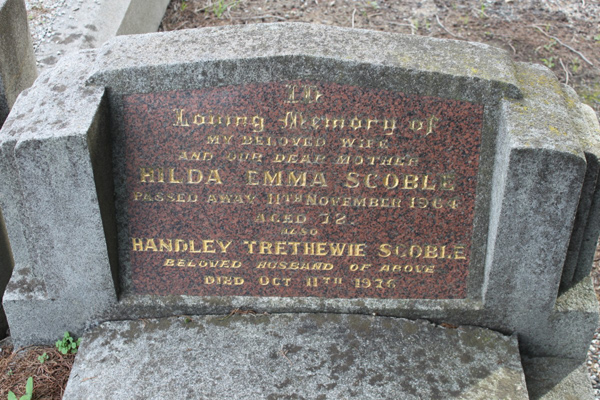 In
Loving Memory of
MY BELOVED WIFE
AND OUR DEAR MOTHER
HILDA EMMA SCOBLE
PASSED AWAY 11TH NOVEMBER 1964
AGED 72
ALSO
HANDLEY TRETHEWIE SCOBLE
BELOVED HUSBAND OF ABOVE
DIED OCT 11TH 1976